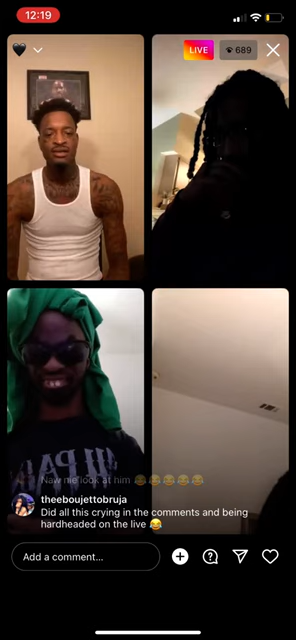 12:19
LIVE
689
Naw me look at him 😂😂😂😂😂
theeboujettobruja
Did all this crying in the comments and being
hardheaded on the live 😂
Add a comment...